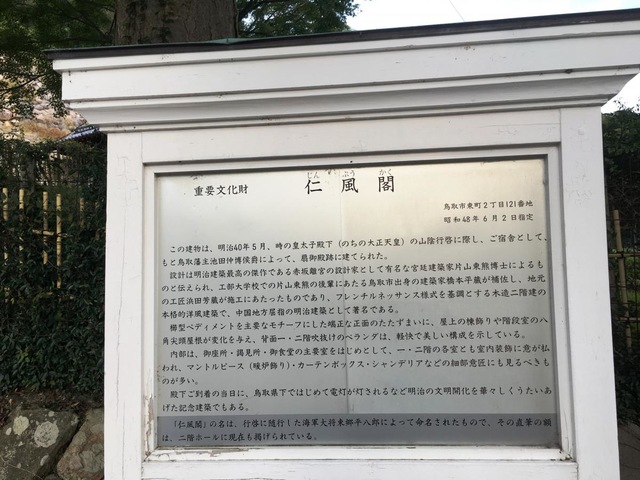 重要文化財
じん ぷう かく
仁風閣
鳥取市東町2丁目121番地
昭和48年6月2日指定
この建物は、明治40年5月、時の皇太子殿下(のちの大正天皇)の山陰行啓に際し、ご宿舎として、
もと鳥取藩主池田仲博侯爵によって、扇御殿跡に建てられた。
設計は明治建築最高の傑作である赤坂離宮の設計家として有名な宮廷建築家片山東熊博士によるも
のと伝えられ、工部大学校での片山東熊の後輩にあたる鳥取市出身の建築家橋本平蔵が補佐し、地元
の工匠浜田芳蔵が施工にあたったものであり、フレンチルネッサンス様式を基調とする木造二階建の
本格的洋風建築で、中国地方屈指の明治建築として著名である。
櫛型ペディメントを主要なモチーフにした端正な正面のたたずまいに、屋上の棟飾りや階段室の八
角尖頭屋根が変化を与え、背面一・二階吹抜けのベランダは、軽快で美しい構成を示している。
内部は、御座所・謁見所・御食堂の主要室をはじめとして、一・二階の各室とも室内装飾に意が払
われ、マントルピース(暖炉飾り)・カーテンボックス・シャンデリアなどの細部意匠にも見るべきも
のが多い。
殿下ご到着の当日に、鳥取県下ではじめて電灯が灯されるなど明治の文明開化を華々しくうたいあ
げた記念建築でもある。
「仁風閣」の名は、行啓に随行した海軍大将東郷平八郎によって命名されたもので、その直筆の額
は、二階ホールに現在も掲げられている。